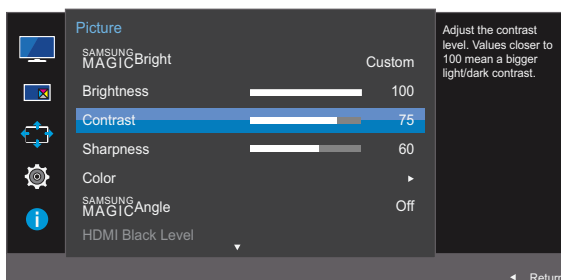 Picture
SAMSUNG
MAGICBright Custom
Brightness 100
Contrast 75
Sharpness 60
Color
SAMSUNG
MAGICAngle Off
HDMI Black Level
Adjust the contrast
level. Values closer to
100 mean a bigger
light/dark contrast.
Return